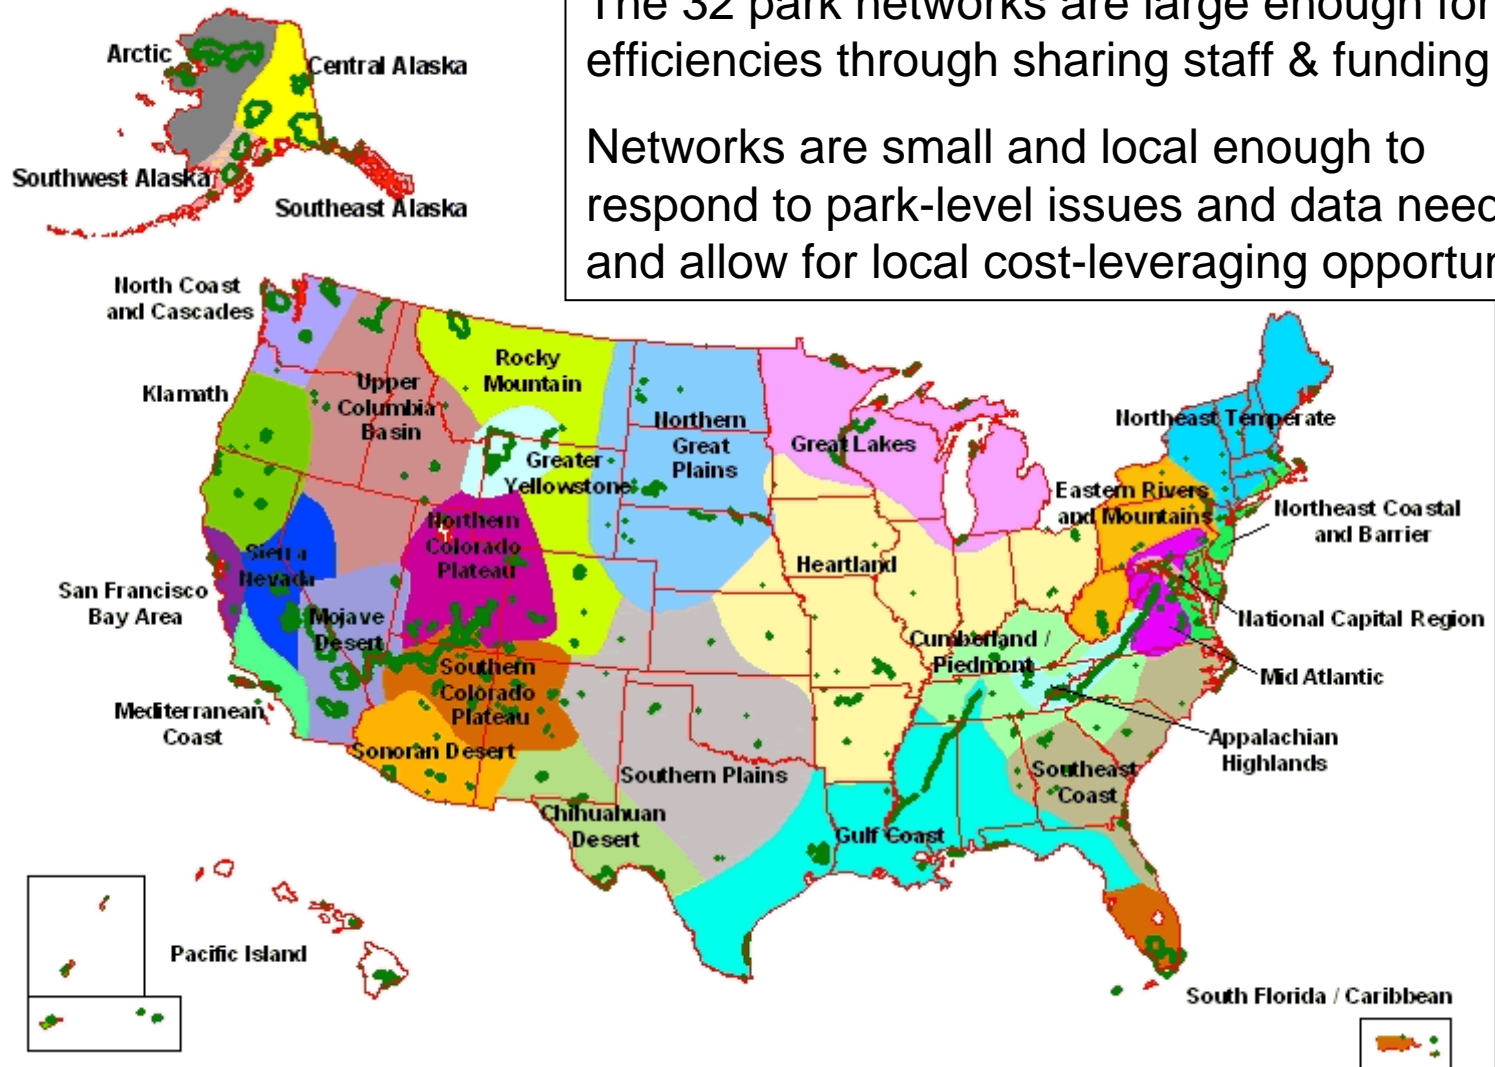 The 32 park networks are large enough for
efficiencies through sharing staff & funding
Networks are small and local enough to
respond to park-level issues and data need
and allow for local cost-leveraging opportun
Arctic
Central Alaska
Southwest Alaska
Southeast Alaska
North Coast
and Cascades
Klamath
Upper
Columbia
Basin
Rocky
Mountain
Northern
Great
Plains
Great Lakes
Northeast Temperate
Greater
Yellowstone
Eastern Rivers
and Mountains
Northeast Coastal
and Barrier
Northern
Colorado
Plateau
Sierra
Nevada
Heartland
San Francisco
Bay Area
Mojave
Desert
National Capital Region
Cumberland /
Piedmont
Southern
Colorado
Plateau
Mid Atlantic
Mediterranean
Coast
Sonoran Desert
Appalachian
Highlands
Southern Plains
Southeast
Coast
Chihuahuan
Desert
Gulf Coast
Pacific Island
South Florida / Caribbean